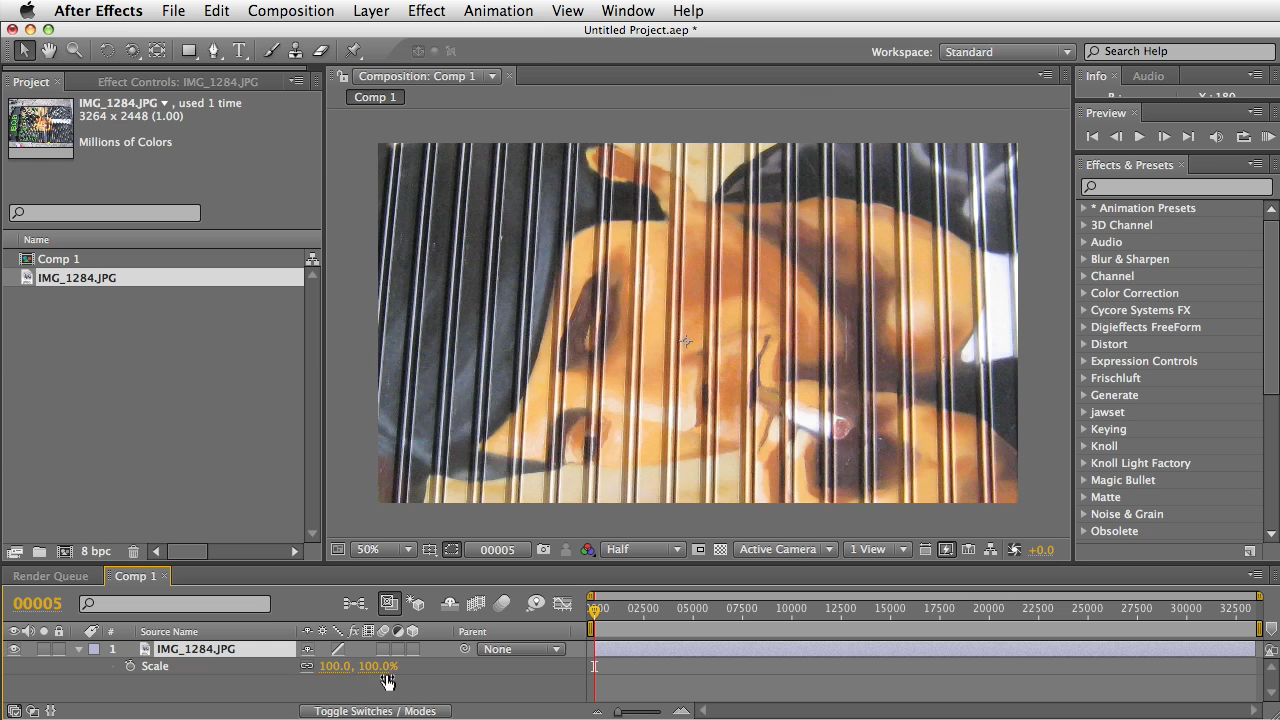 After Effects File Edit Composition Layer Effect Animation View Window Help
Untitled Project.aep *
Workspace: Standard Search Help
Project Effect Controls: IMG_1284.JPG Composition: Comp 1 Info Audio
IMG_1284.JPG , used 1 time
3264 x 2448 (1.00)
Millions of Colors
Comp 1
Preview
Effects & Presets
* Animation Presets
3D Channel
Audio
Blur & Sharpen
Channel
Color Correction
Cycore Systems FX
Digieffects FreeForm
Distort
Expression Controls
Frischluft
Generate
Jawset
Keying
Knoll
Knoll Light Factory
Magic Bullet
Matte
Noise & Grain
Obsolete
Name
Comp 1
IMG_1284.JPG
8 bpc 50% 00005 Half Active Camera 1 View +0.0
Render Queue Comp 1
00005 02500 05000 07500 10000 12500 15000 17500 20000 22500 25000 27500 30000 32500
# Source Name Parent
1 IMG_1284.JPG None
Scale 100.0, 100.0%
Toggle Switches / Modes